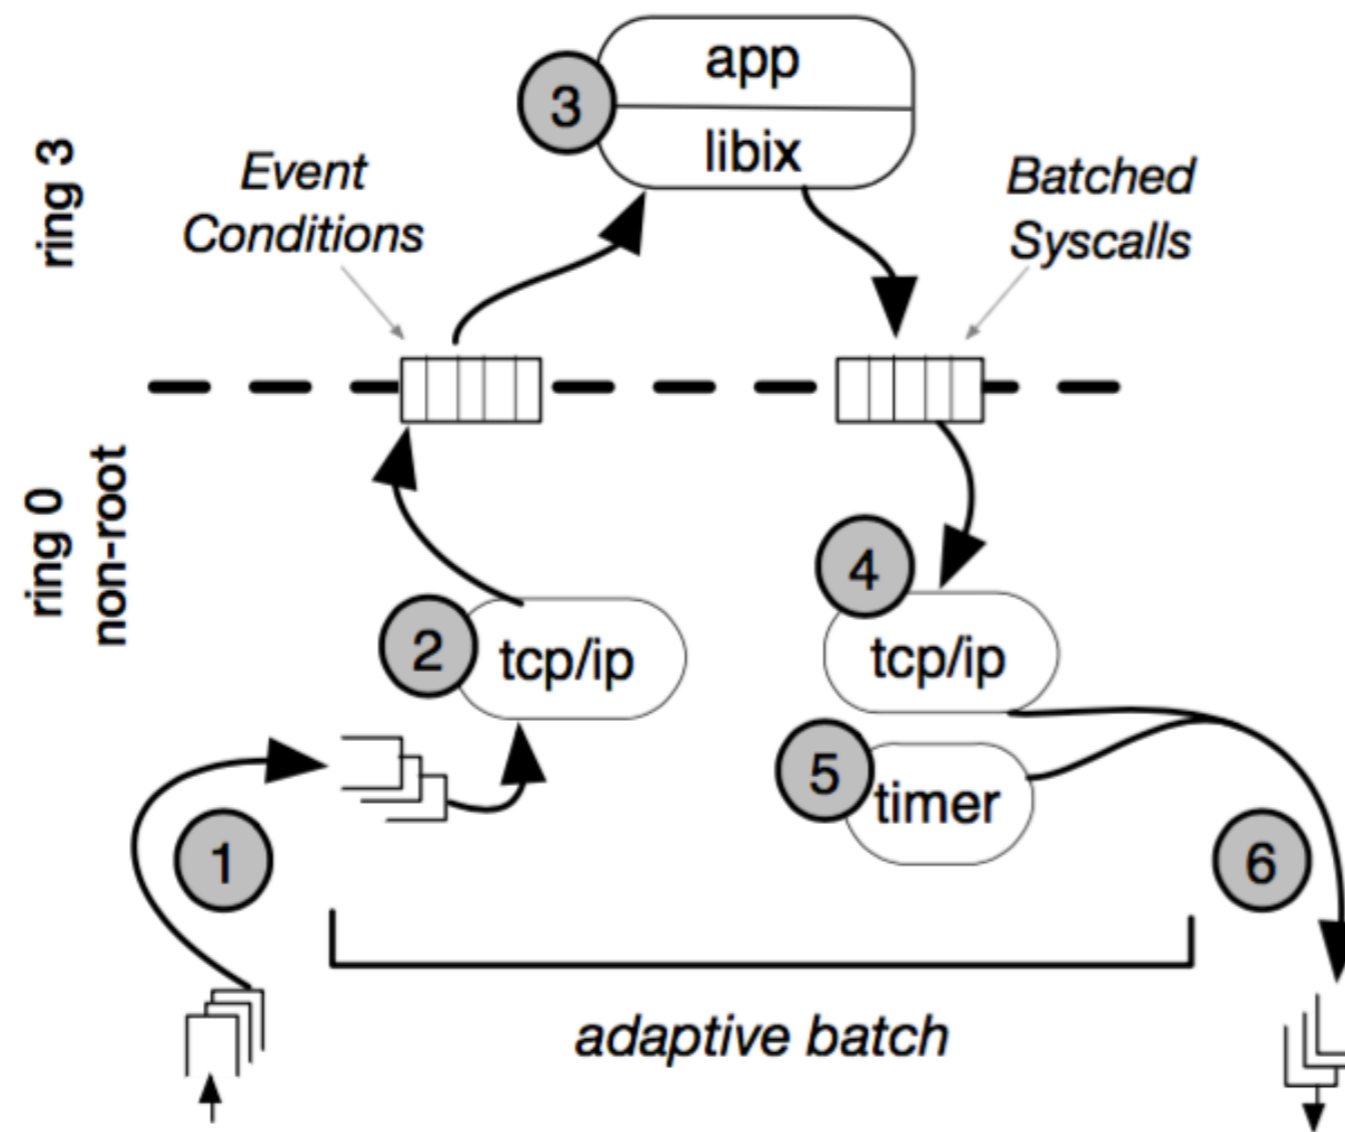 app
3
libix
ring 3
Event
Conditions
Batched
Syscalls
ring 0
non-root
4
2
tcp/ip
tcp/ip
5
timer
1
6
adaptive batch